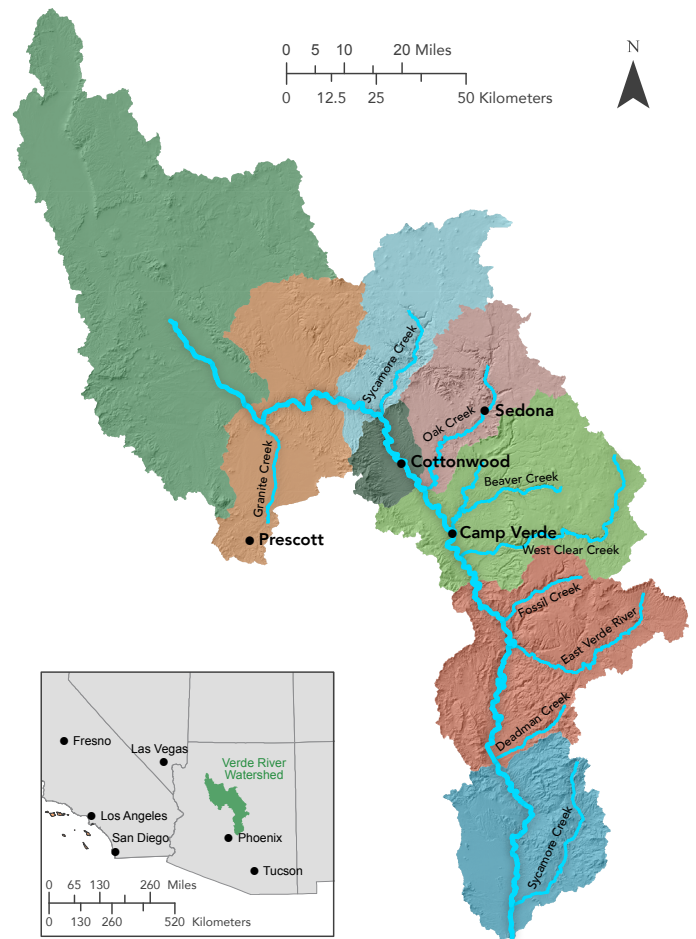 0 5 10 20 Miles
0 12.5 25 50 Kilometers
N
Sycamore Creek
Oak Creek
Sedona
Granite Creek
Cottonwood
Beaver Creek
Prescott
Camp Verde
West Clear Creek
Fossil Creek
East Verde River
Deadman Creek
Sycamore Creek
Fresno
Las Vegas
Verde River
Watershed
Los Angeles
San Diego
Phoenix
Tucson
0 65 130 260 Miles
0 130 260 520 Kilometers